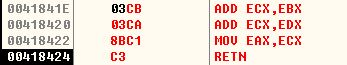 0041841E 03CB ADD ECX,EBX
00418420 03CA ADD ECX,EDX
00418422 8BC1 MOV EAX,ECX
00418424 C3 RETN